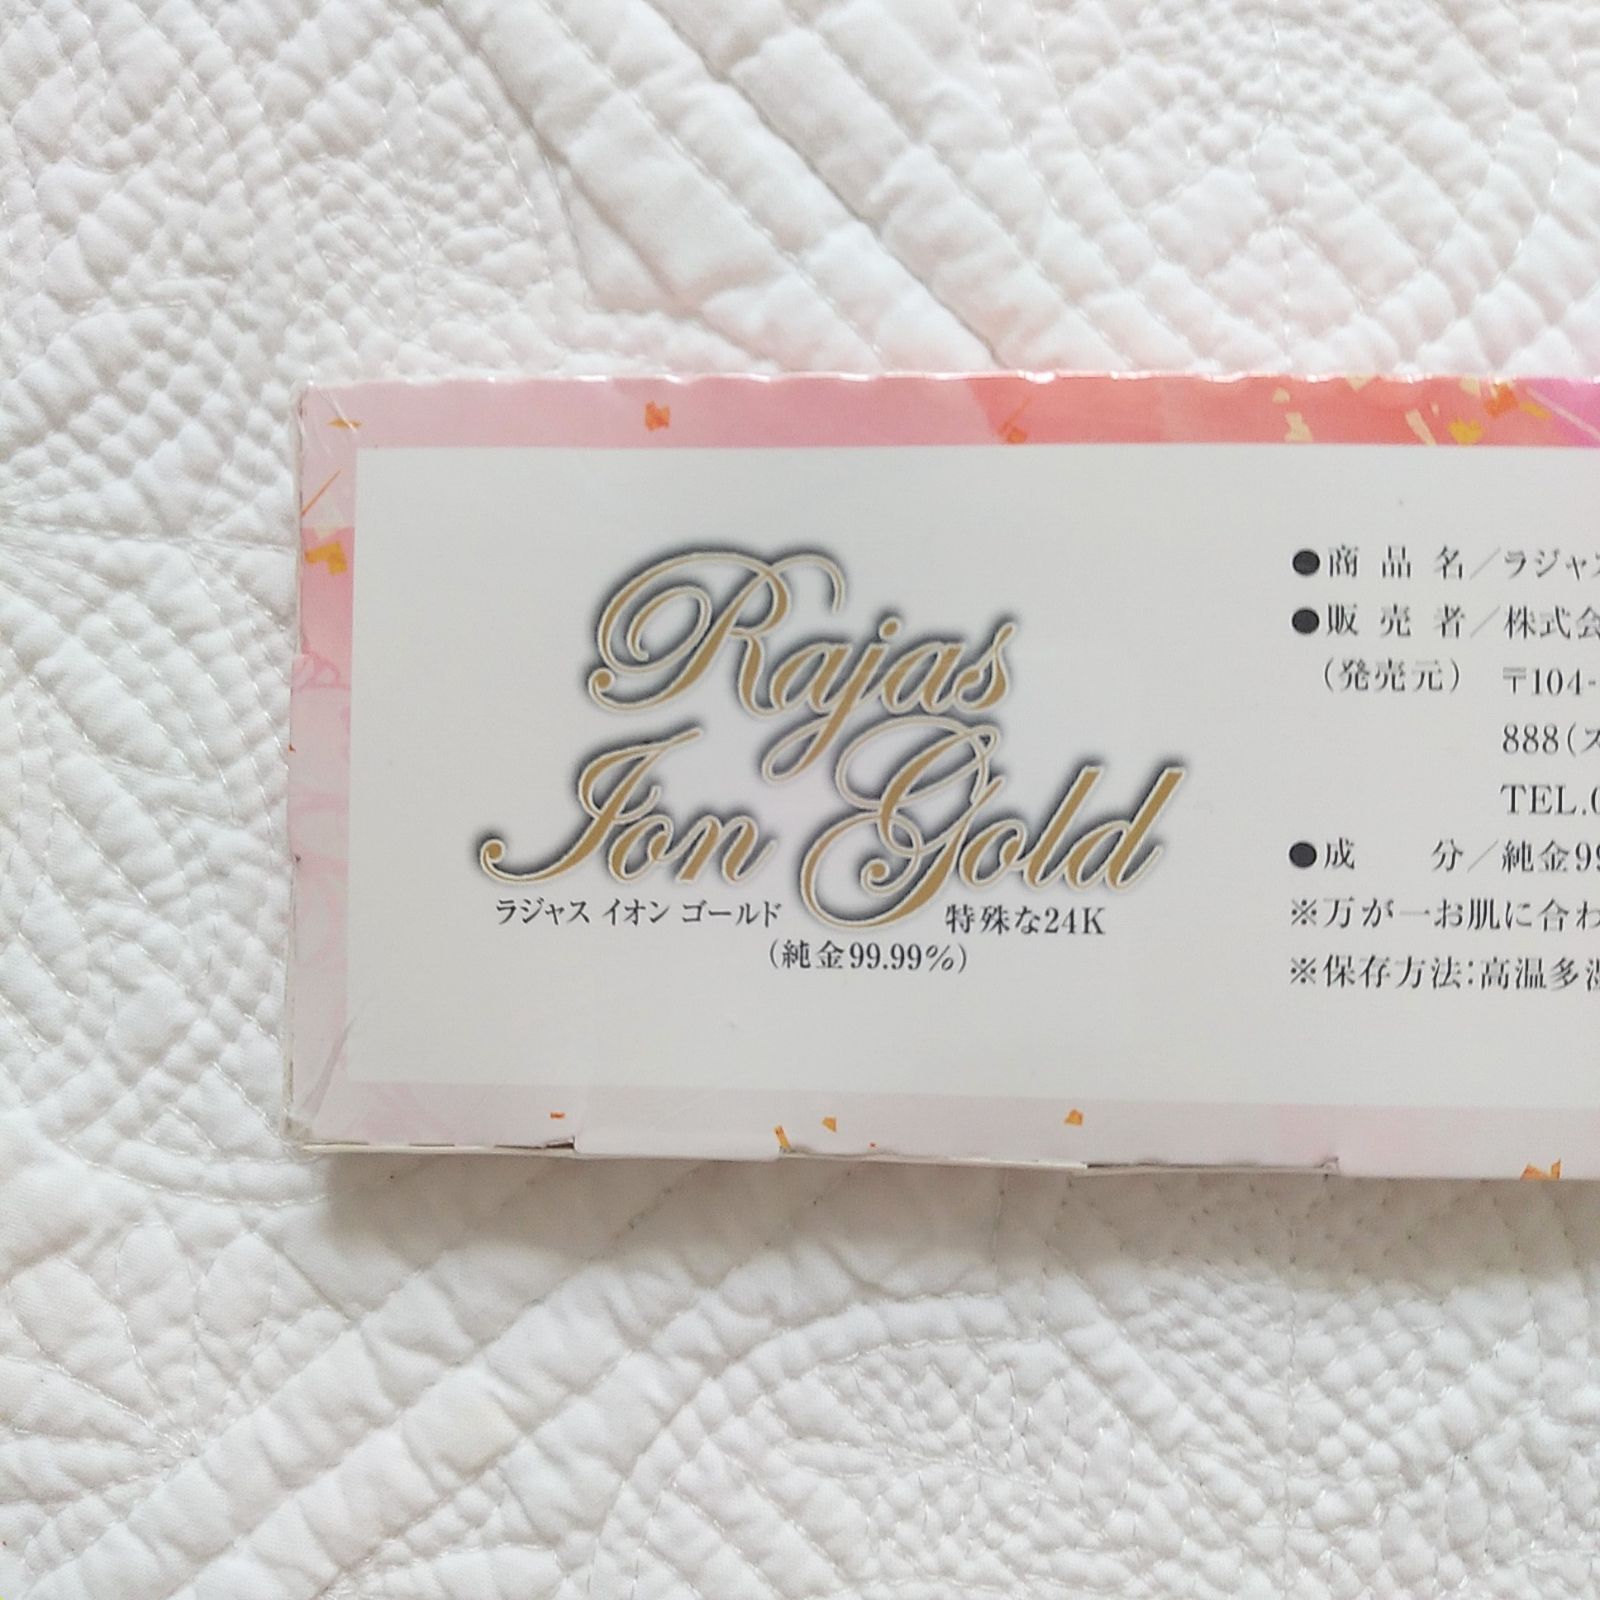 Rajas
Ion Gold
ラジャス イオン ゴールド 特殊な24K
(純金99.99%)
●商品名／ラジャ
●販売者／株式会
(発売元) 〒104-
888(
TEL.
●成分／純金99
※万が一お肌に合わ
※保存方法:高温多湿